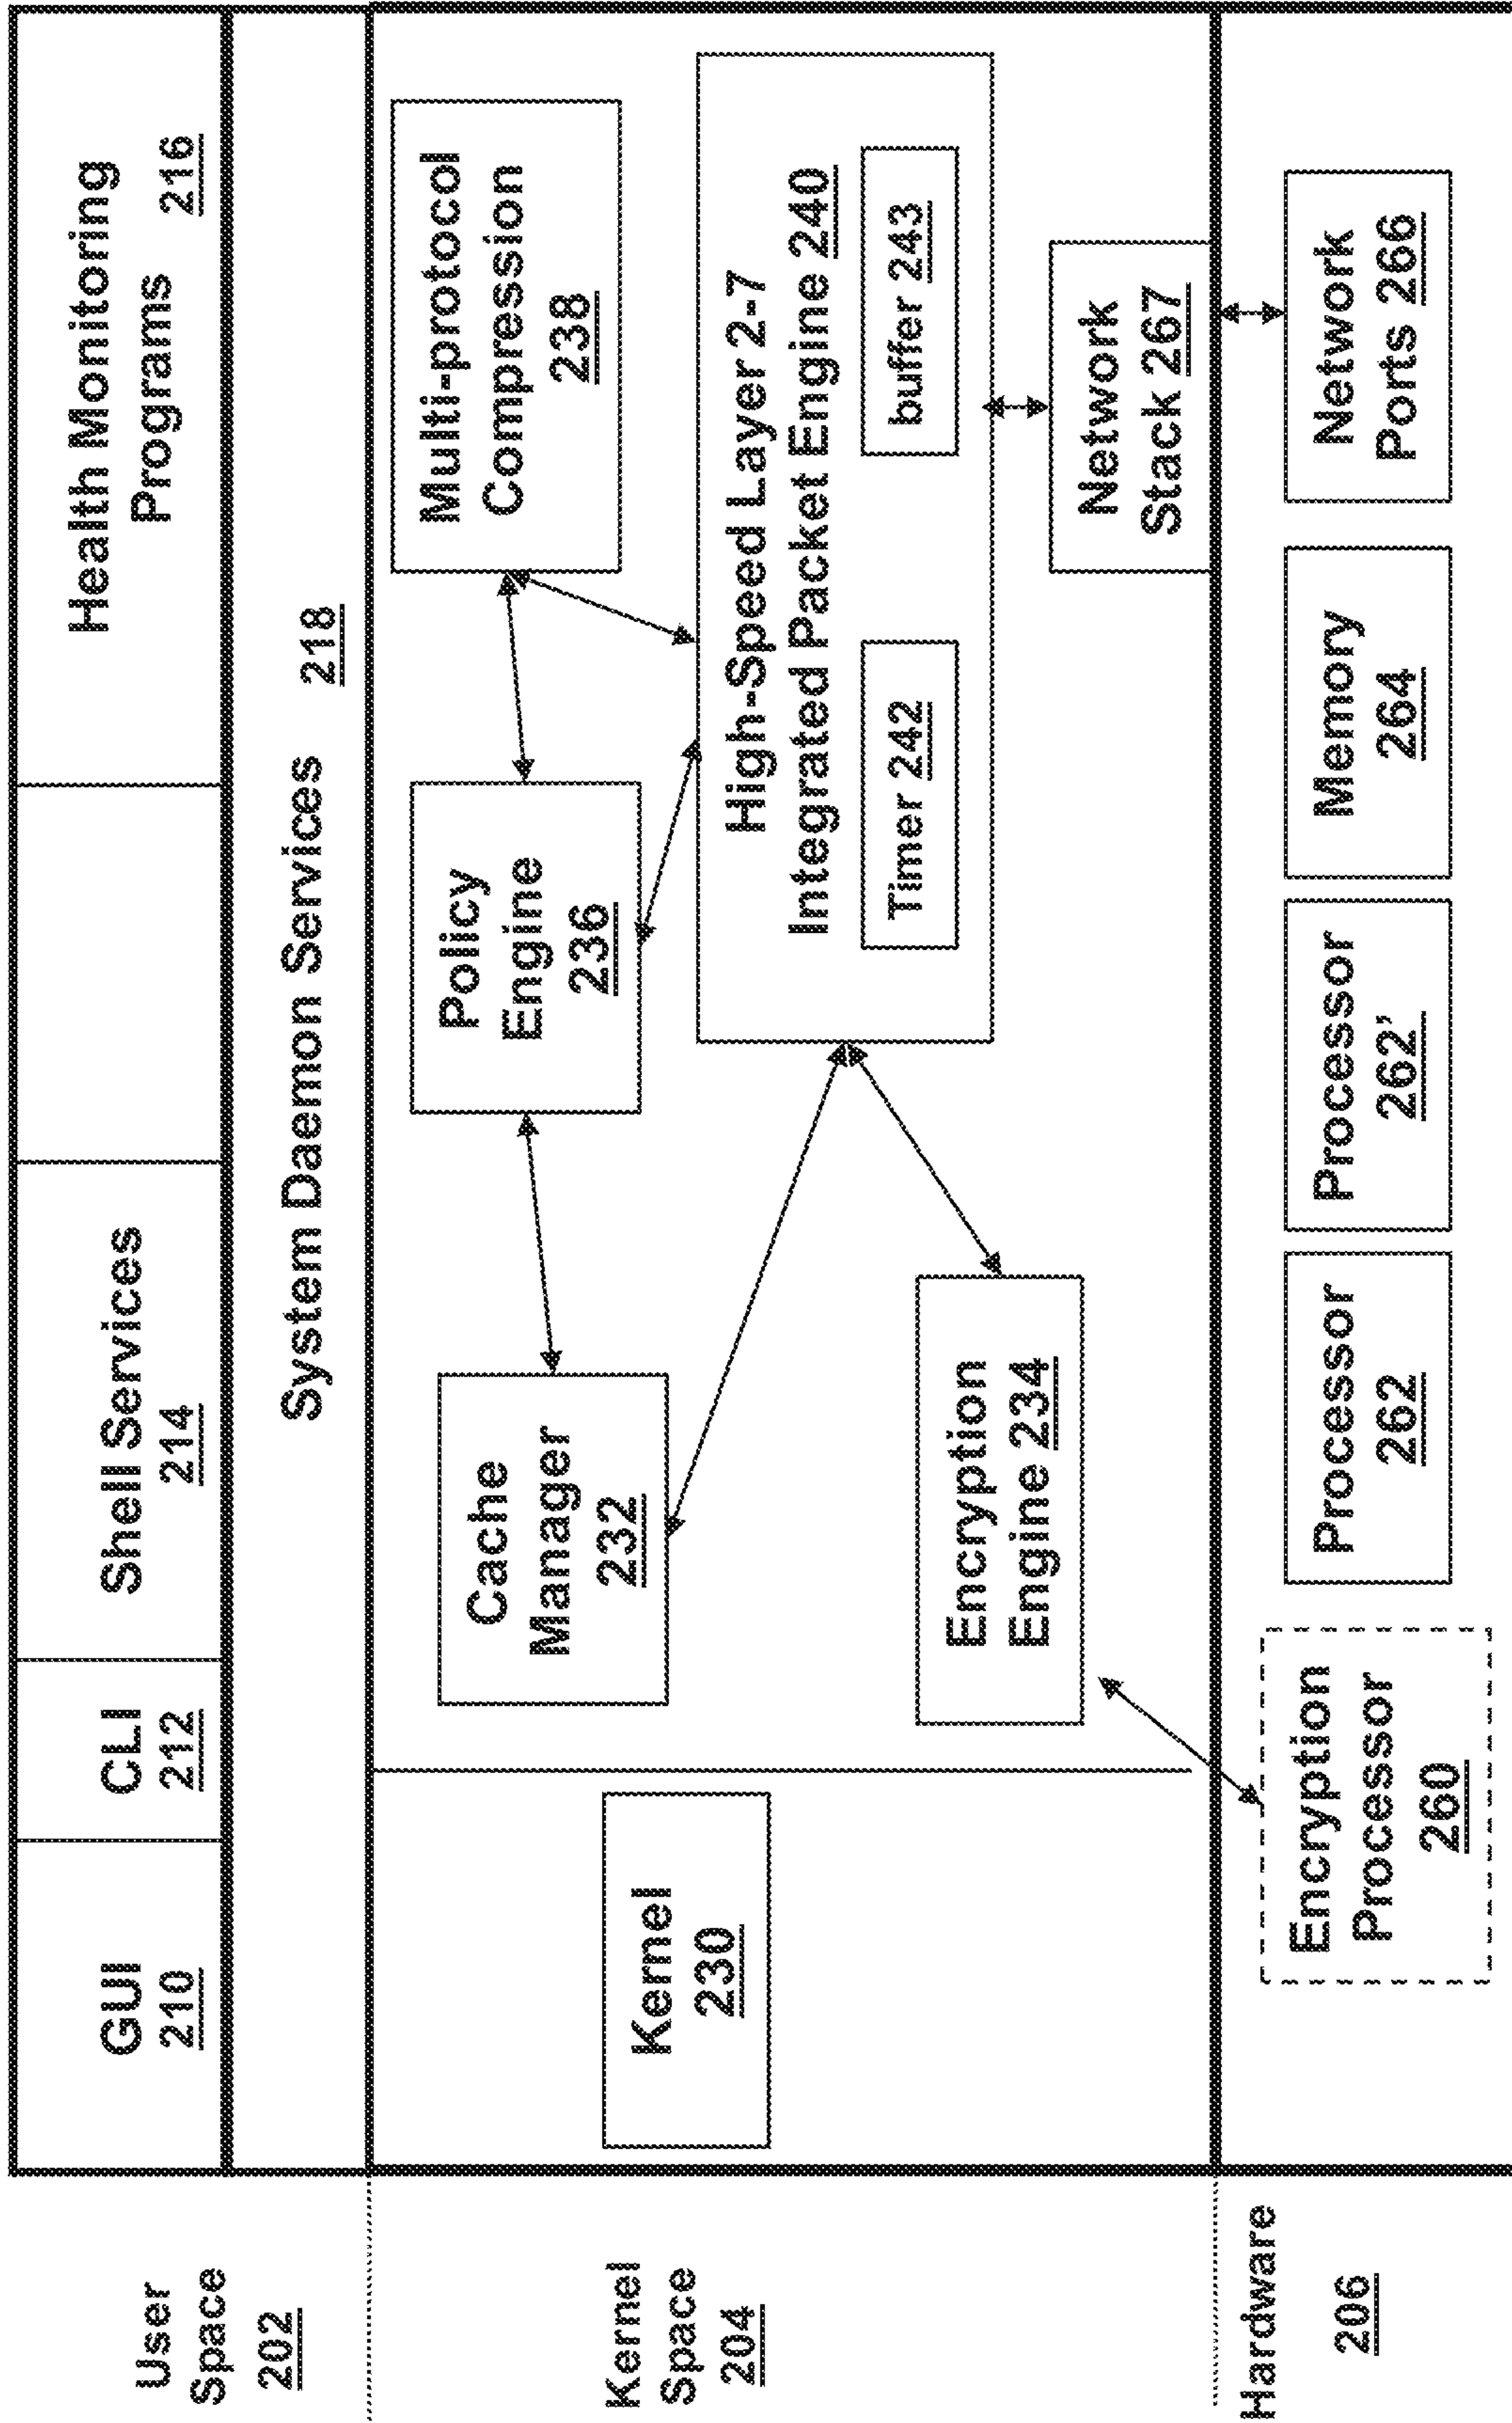 User
Space
202
GUI
210
CLI
212
Shell Services
214
Health Monitoring
Programs 216
System Daemon Services 218
Kernel
Space
204
Kernel
230
Cache
Manager
232
Policy
Engine
236
Multi-protocol
Compression
238
High-Speed Layer 2-7
Integrated Packet Engine 240
Timer 242
buffer 243
Encryption
Engine 234
Network
Stack 267
Hardware
206
Encryption
Processor
260
Processor
262
Processor
262’
Memory
264
Network
Ports 266